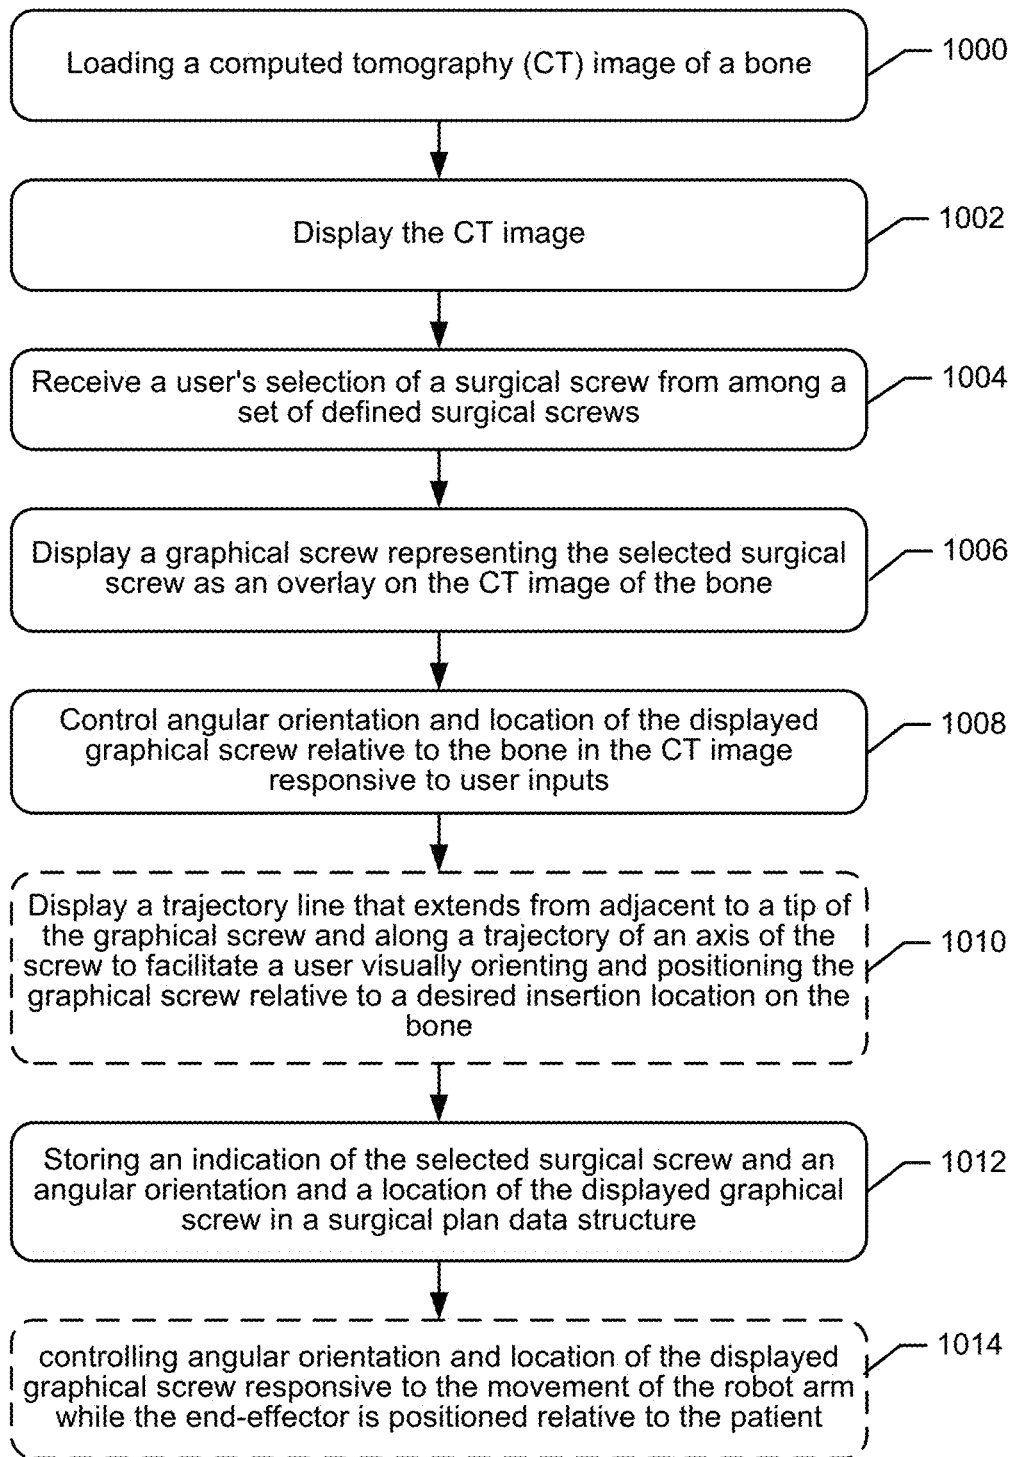 Loading a computed tomography (CT) image of a bone
1000
Display the CT image
1002
Receive a user's selection of a surgical screw from among a
set of defined surgical screws
1004
Display a graphical screw representing the selected surgical
screw as an overlay on the CT image of the bone
1006
Control angular orientation and location of the displayed
graphical screw relative to the bone in the CT image
responsive to user inputs
1008
Display a trajectory line that extends from adjacent to a tip of
the graphical screw and along a trajectory of an axis of the
screw to facilitate a user visually orienting and positioning the
graphical screw relative to a desired insertion location on the
bone
1010
Storing an indication of the selected surgical screw and an
angular orientation and a location of the displayed graphical
screw in a surgical plan data structure
1012
controlling angular orientation and location of the displayed
graphical screw responsive to the movement of the robot arm
while the end-effector is positioned relative to the patient
1014